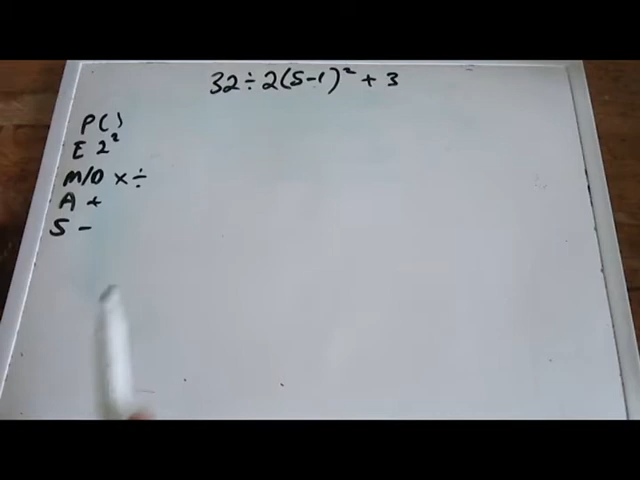 32÷2(5-1)² + 3
P ( )
E 2²
M/D × ÷
A +
S -